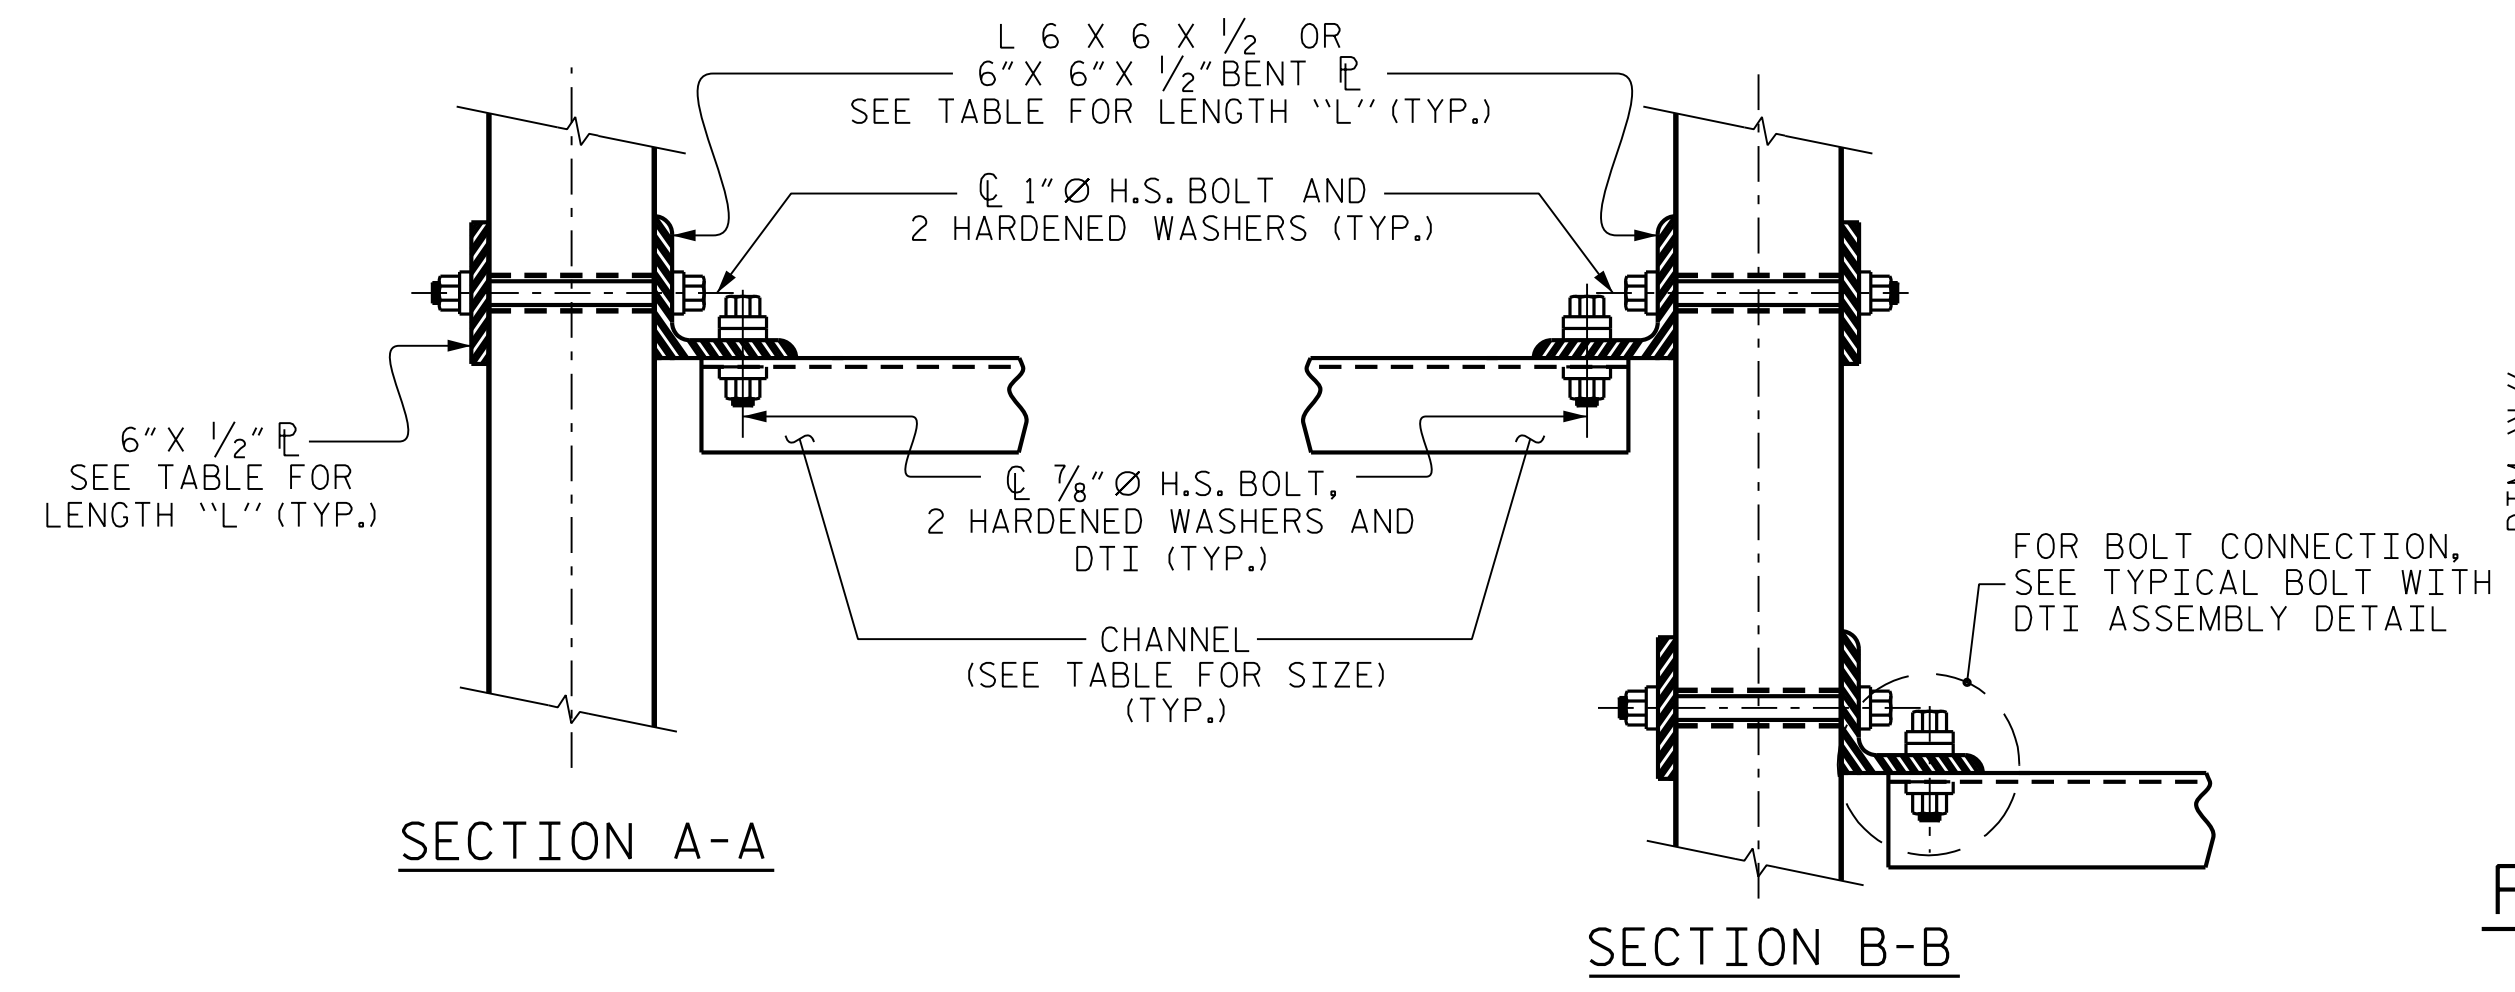 L 6 X 6 X 1/2 OR
6"X 6"X 1/2"BENT ⅊
SEE TABLE FOR LENGTH "L"(TYP.)
℄ 1"Ø H.S. BOLT AND
2 HARDENED WASHERS (TYP.)
6"X 1/2" ⅊
SEE TABLE FOR
LENGTH "L"(TYP.)
℄ 7/8"Ø H.S. BOLT,
2 HARDENED WASHERS AND
DTI (TYP.)
CHANNEL
(SEE TABLE FOR SIZE)
(TYP.)
FOR BOLT CONNECTION,
SEE TYPICAL BOLT WITH
DTI ASSEMBLY DETAIL
SECTION A-A
SECTION B-B